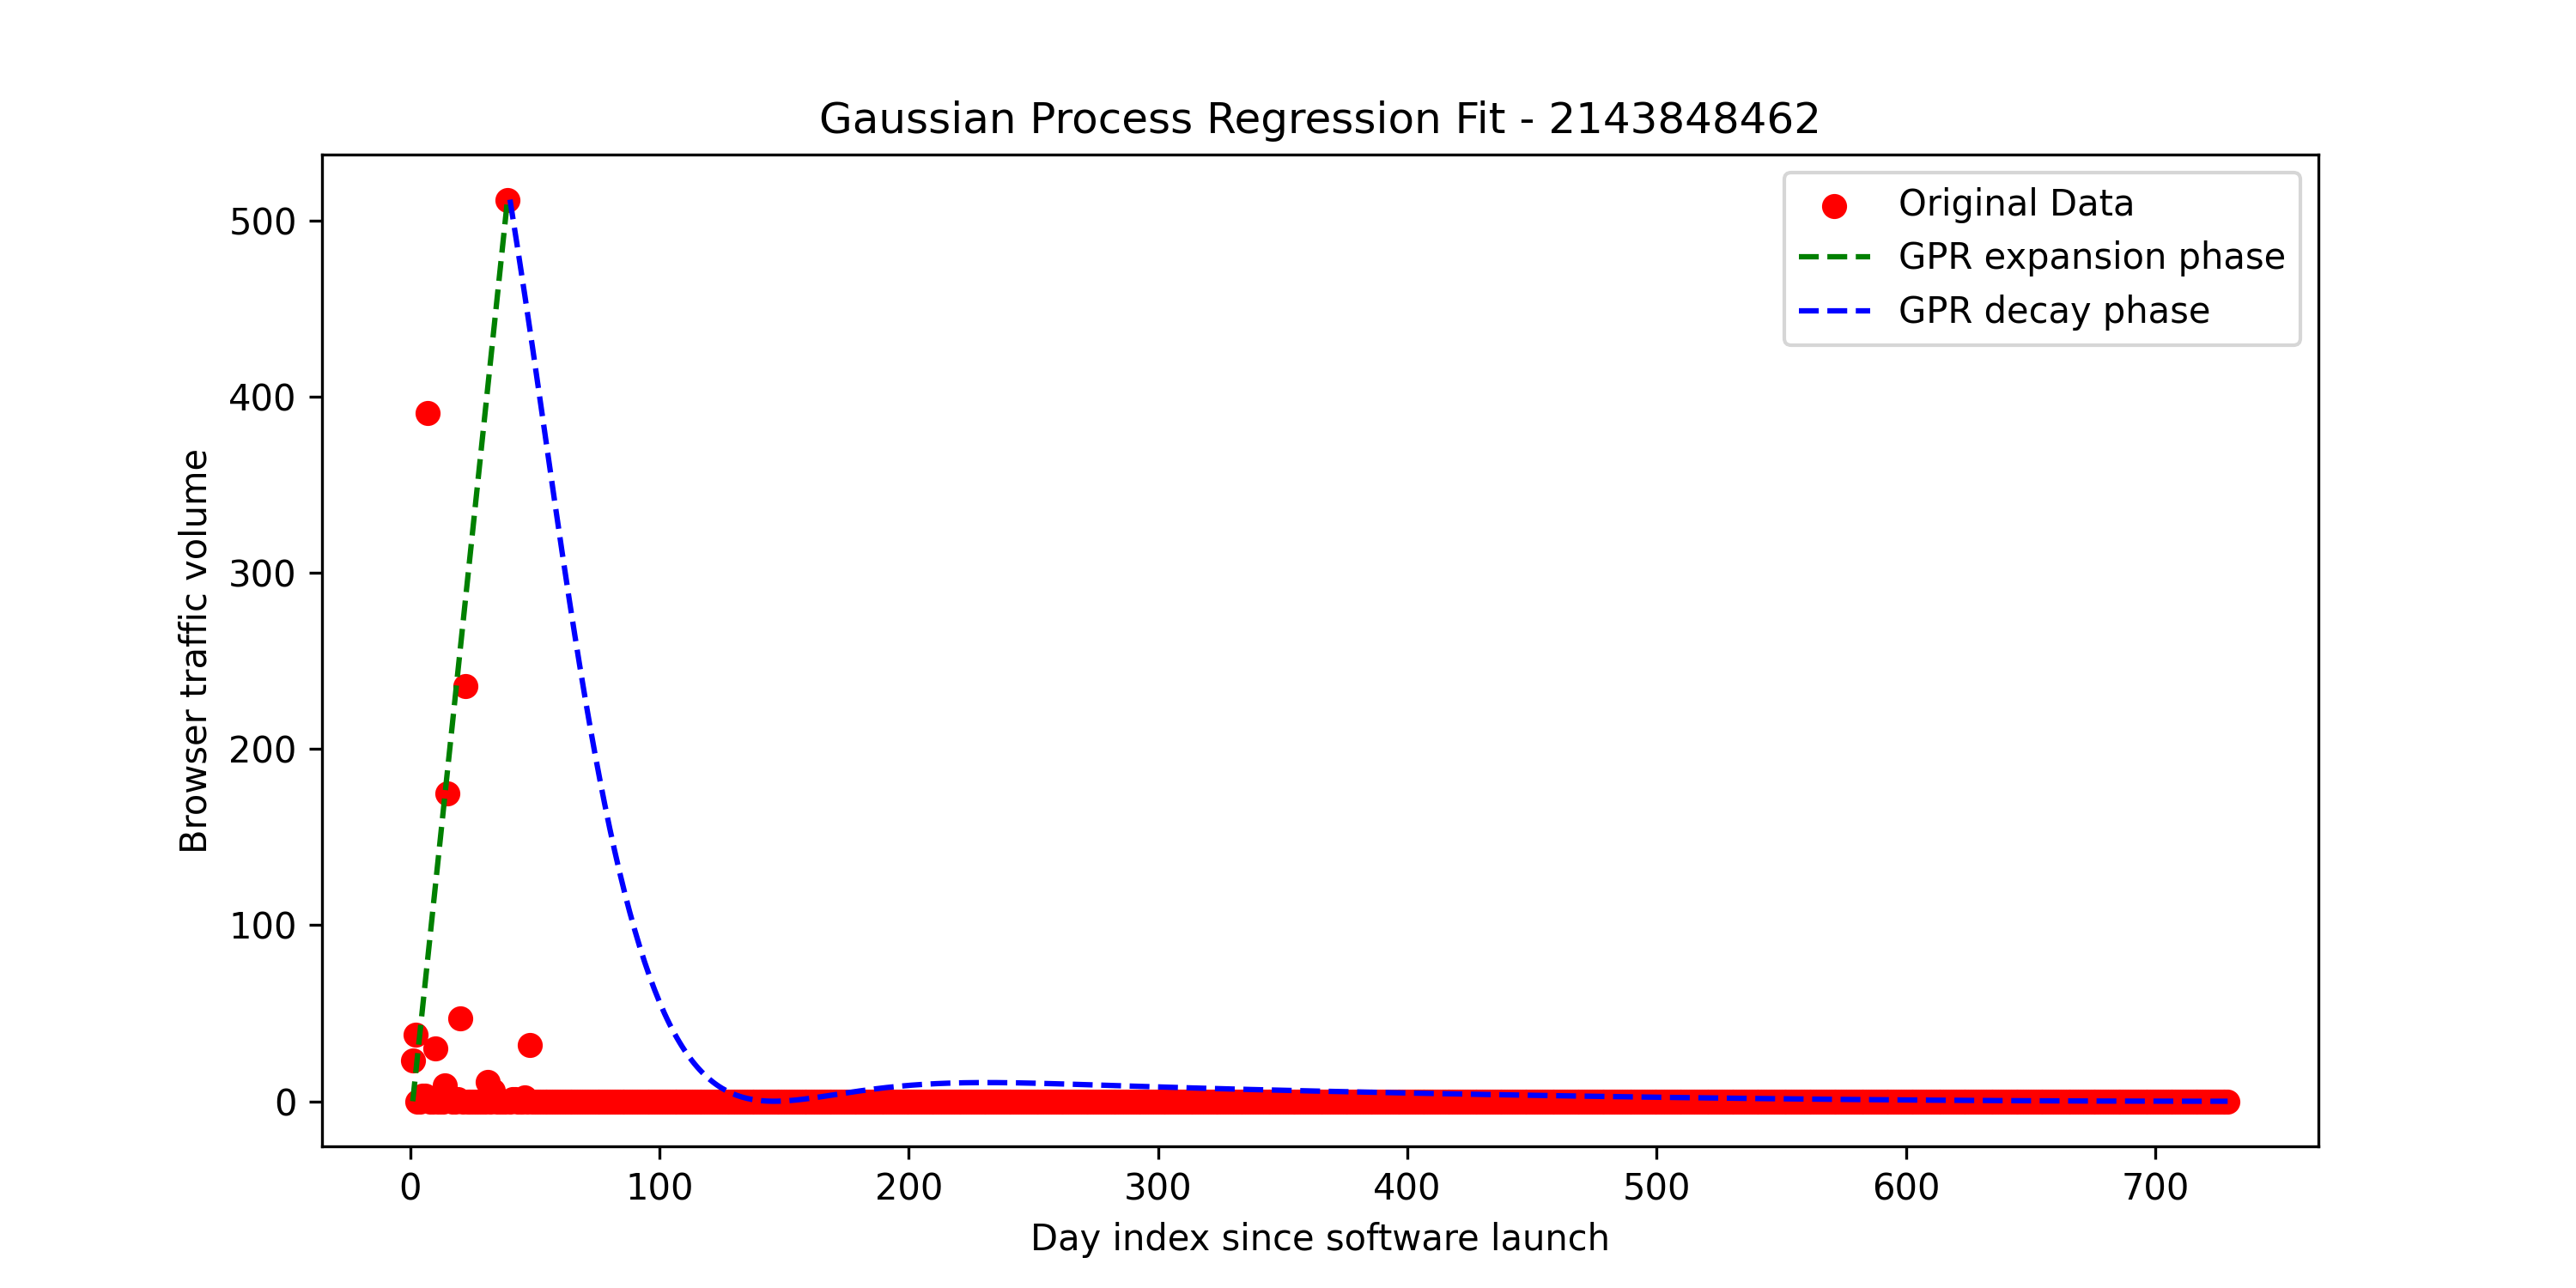 Gaussian Process Regression Fit - 2143848462
Original Data
GPR expansion phase
GPR decay phase
Browser traffic volume
500
400
300
200
100
0
0 100 200 300 400 500 600 700
Day index since software launch